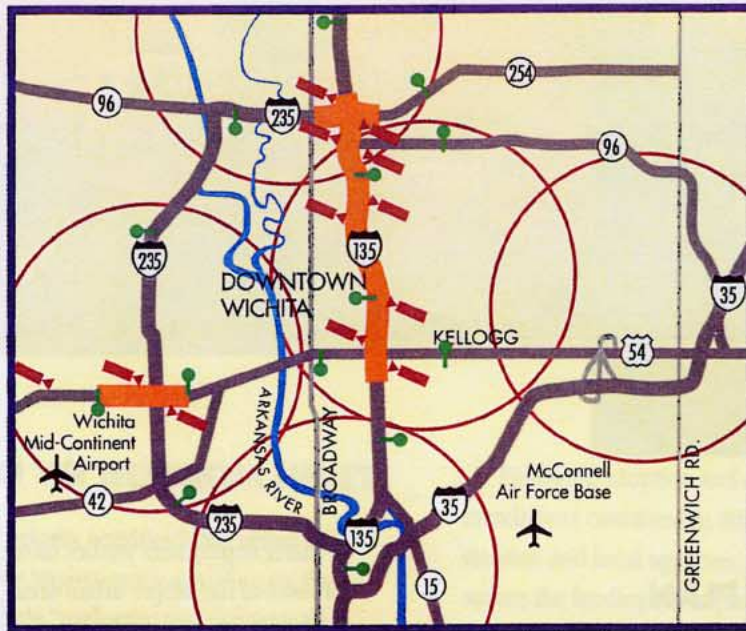 254
96
235
96
135
235
35
DOWNTOWN
WICHITA
KELLOGG
54
ARKANSAS RIVER
BROADWAY
GREENWICH RD.
Wichita
Mid-Continent
Airport
McConnell
Air Force Base
35
42
235
135
15